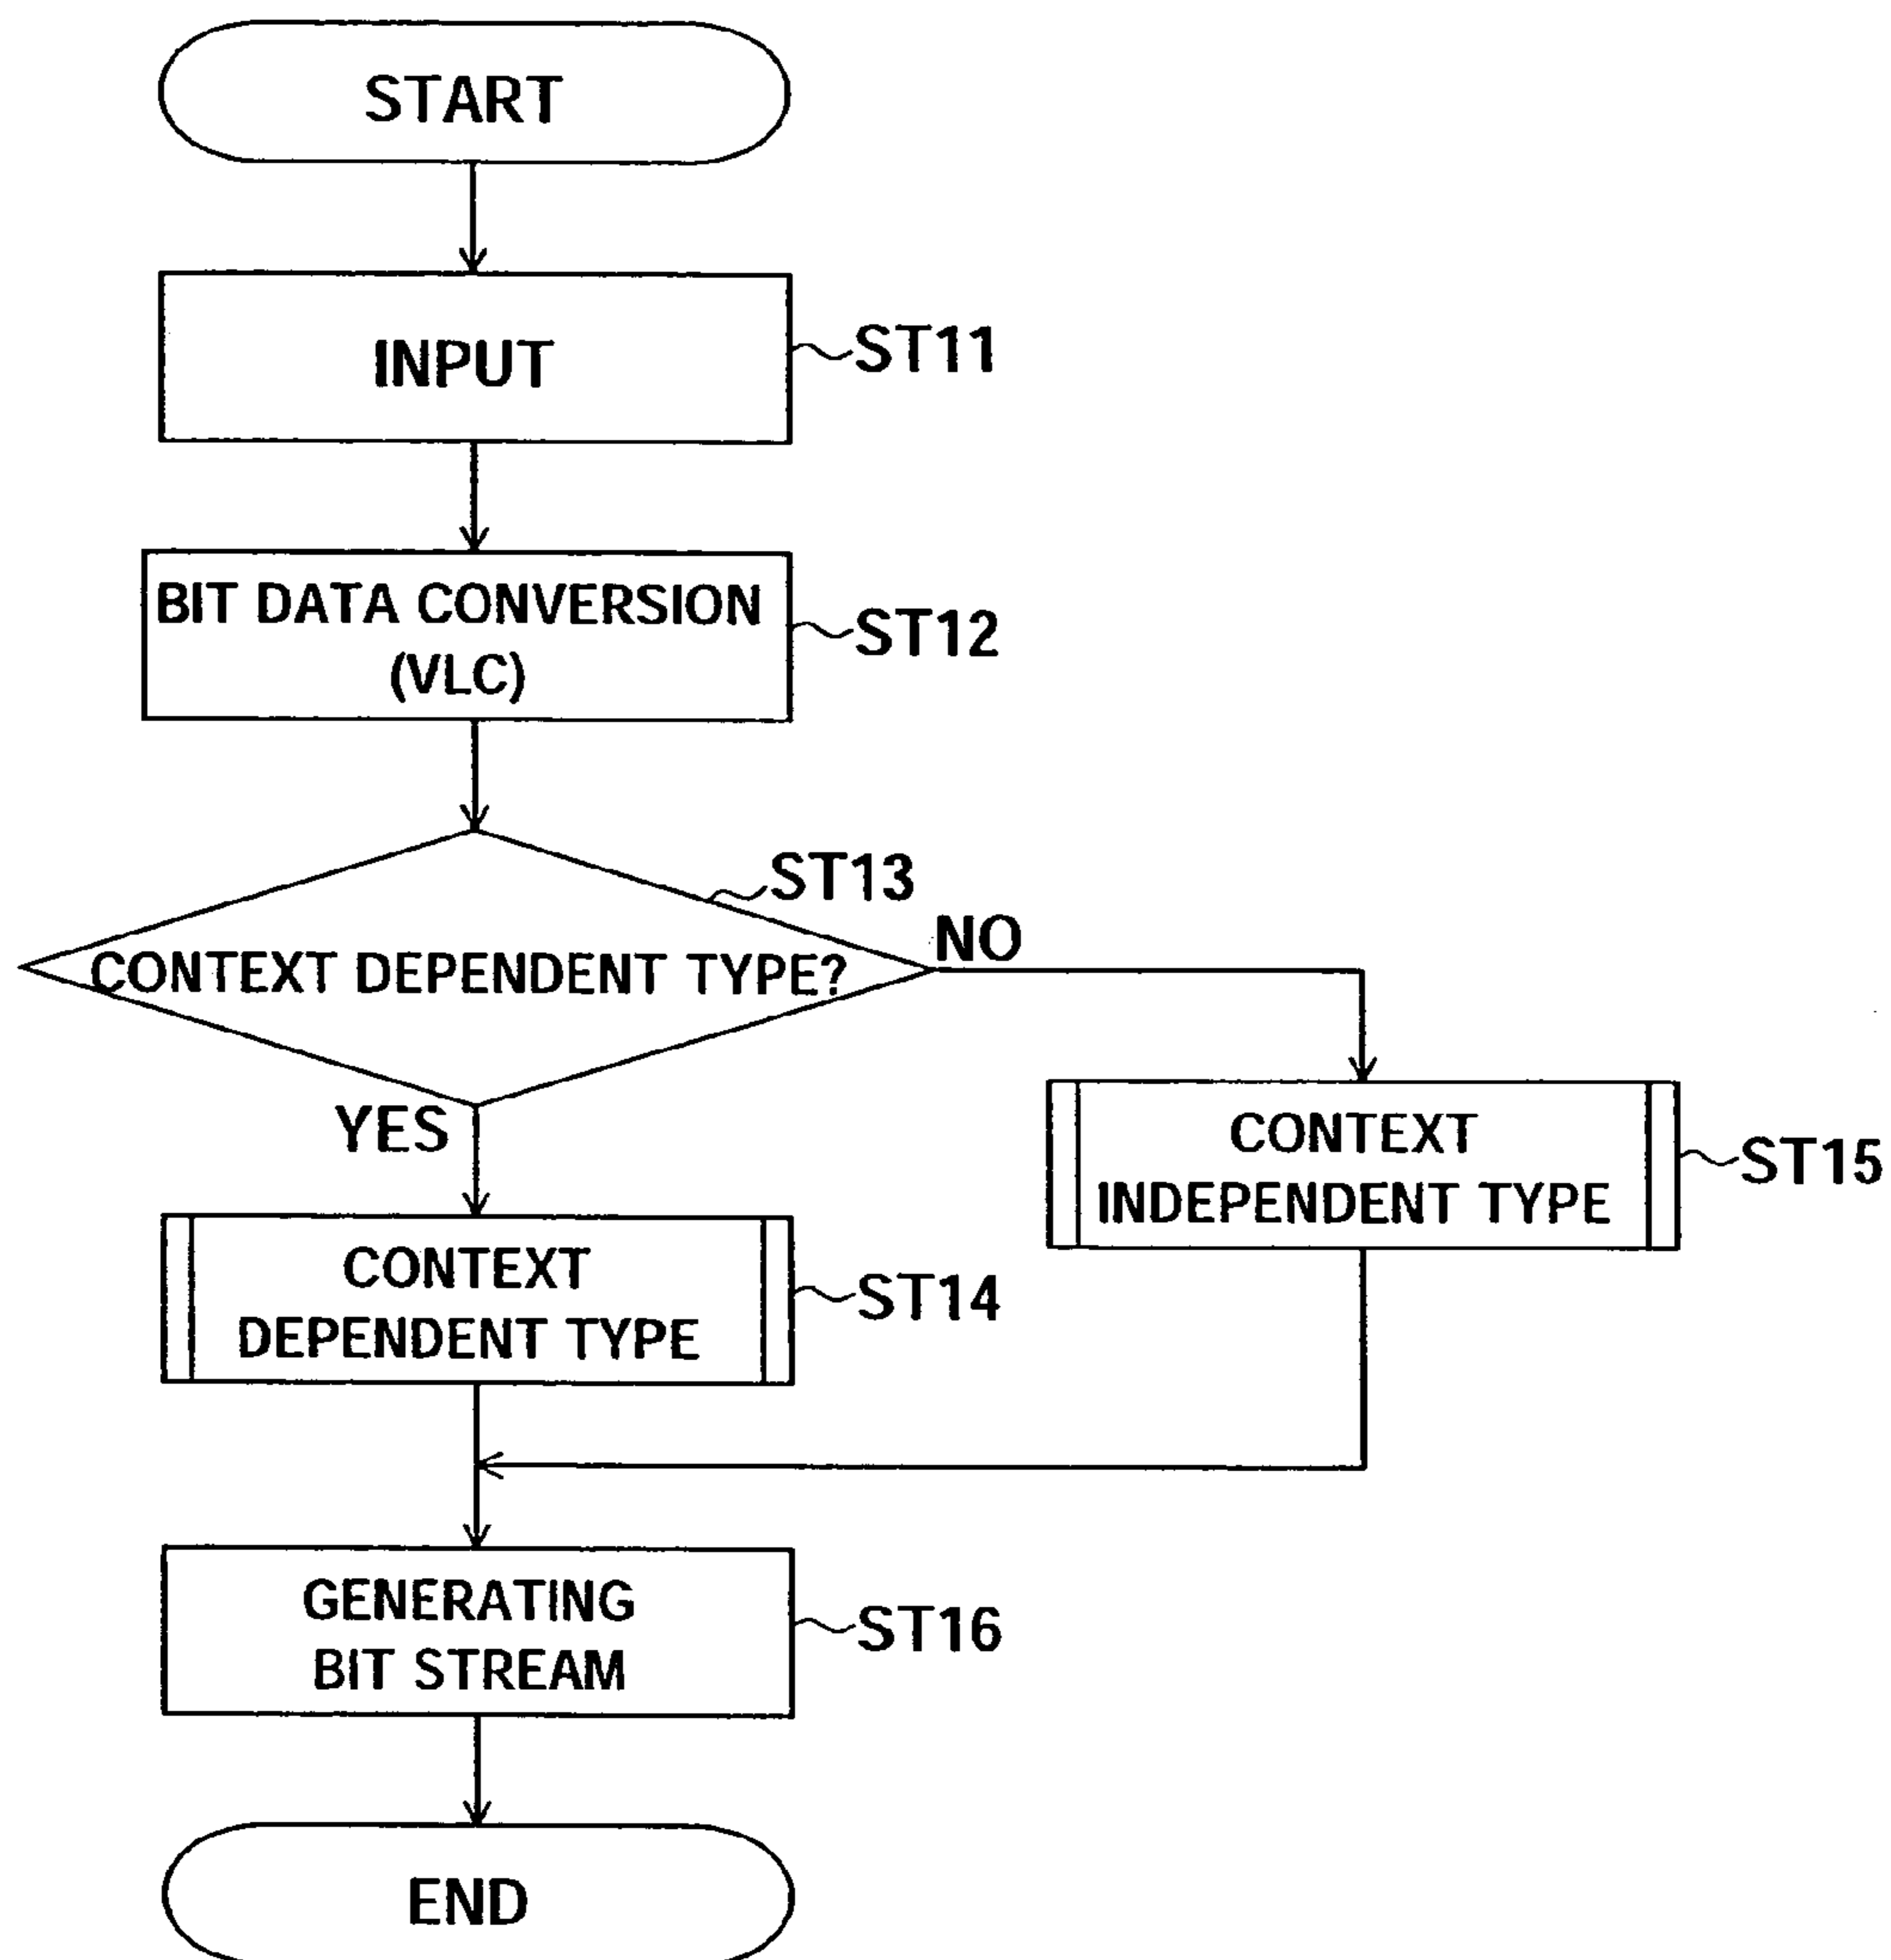 START
INPUT
ST11
BIT DATA CONVERSION
(VLC)
ST12
ST13
CONTEXT DEPENDENT TYPE?
NO
YES
CONTEXT
INDEPENDENT TYPE
ST15
CONTEXT
DEPENDENT TYPE
ST14
GENERATING
BIT STREAM
ST16
END